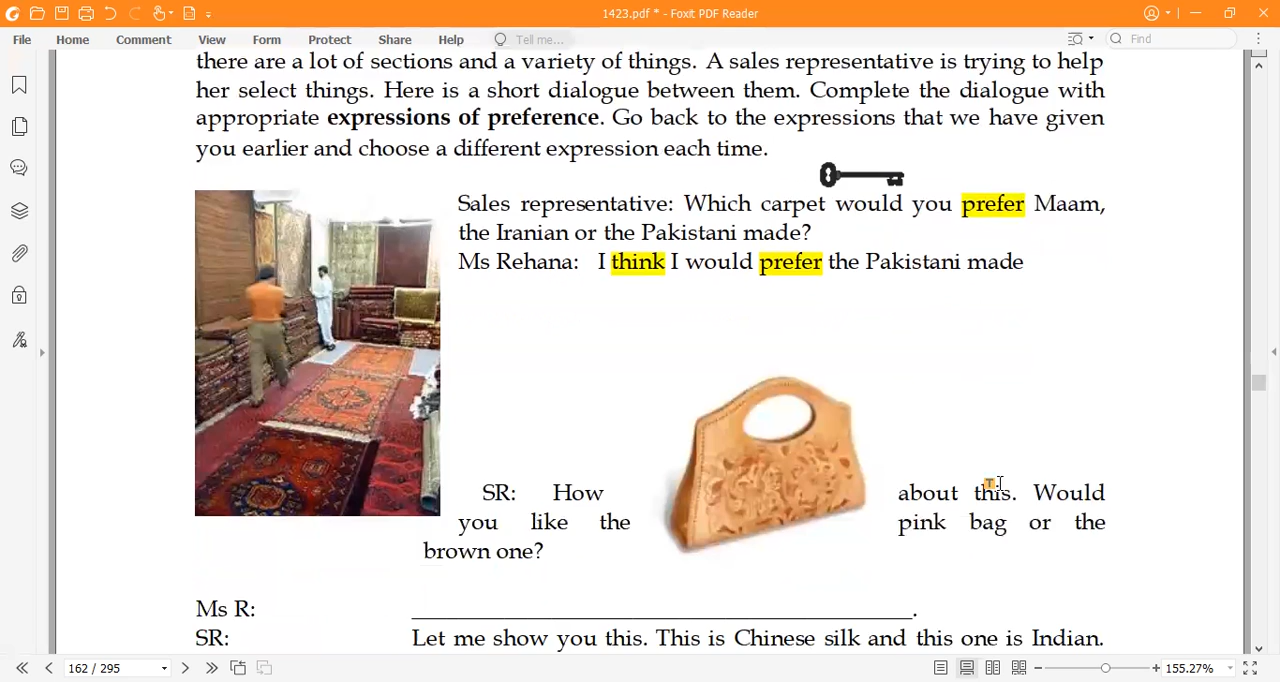 1423.pdf * - Foxit PDF Reader
File Home Comment View Form Protect Share Help Tell me... Find
there are a lot of sections and a variety of things. A sales representative is trying to help
her select things. Here is a short dialogue between them. Complete the dialogue with
appropriate expressions of preference. Go back to the expressions that we have given
you earlier and choose a different expression each time.
Sales representative: Which carpet would you prefer Maam,
the Iranian or the Pakistani made?
Ms Rehana: I think I would prefer the Pakistani made
SR: How about this. Would
you like the pink bag or the
brown one?
Ms R: ________________________________________.
SR: Let me show you this. This is Chinese silk and this one is Indian.
162 / 295
155.27%